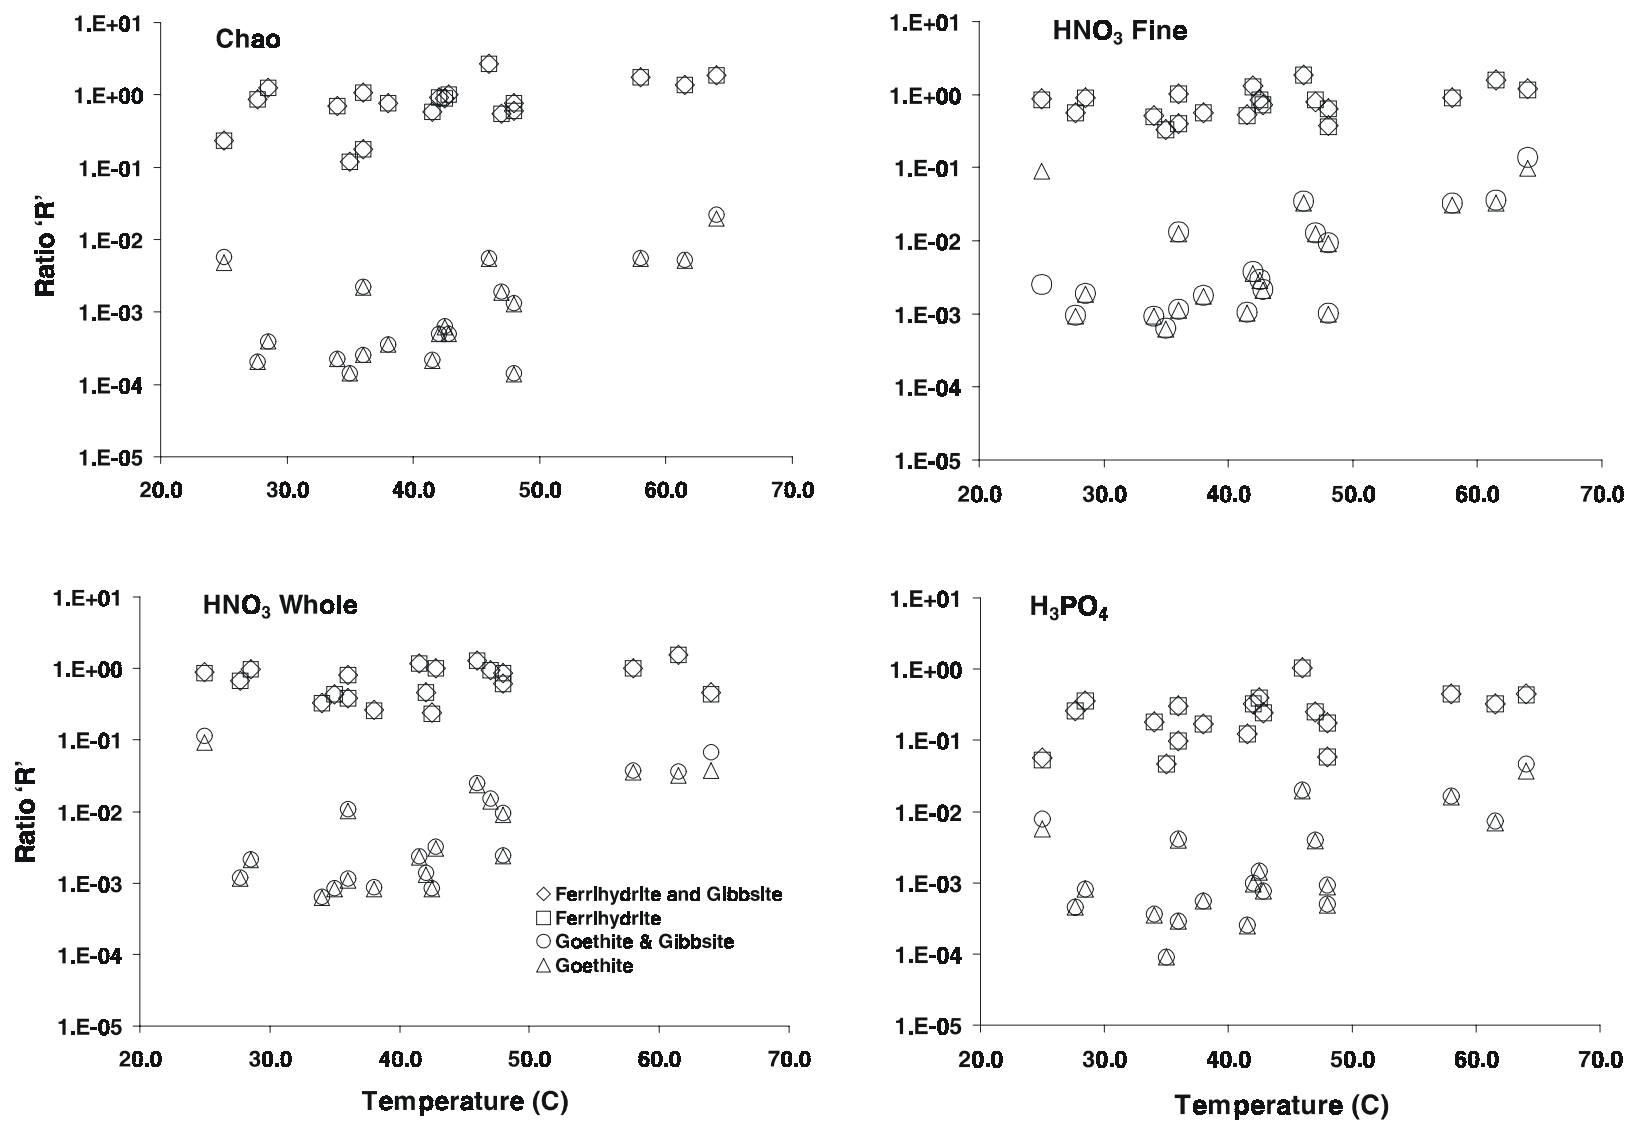 Chao
1.E+01
1.E+00
1.E-01
1.E-02
1.E-03
1.E-04
1.E-05
20.0 30.0 40.0 50.0 60.0 70.0
Ratio ‘R’
HNO₃ Fine
1.E+01
1.E+00
1.E-01
1.E-02
1.E-03
1.E-04
1.E-05
20.0 30.0 40.0 50.0 60.0 70.0
HNO₃ Whole
1.E+01
1.E+00
1.E-01
1.E-02
1.E-03
1.E-04
1.E-05
20.0 30.0 40.0 50.0 60.0 70.0
Ratio ‘R’
Temperature (C)
Ferrihydrite and Gibbsite
Ferrihydrite
Goethite & Gibbsite
Goethite
H₃PO₄
1.E+01
1.E+00
1.E-01
1.E-02
1.E-03
1.E-04
1.E-05
20.0 30.0 40.0 50.0 60.0 70.0
Temperature (C)